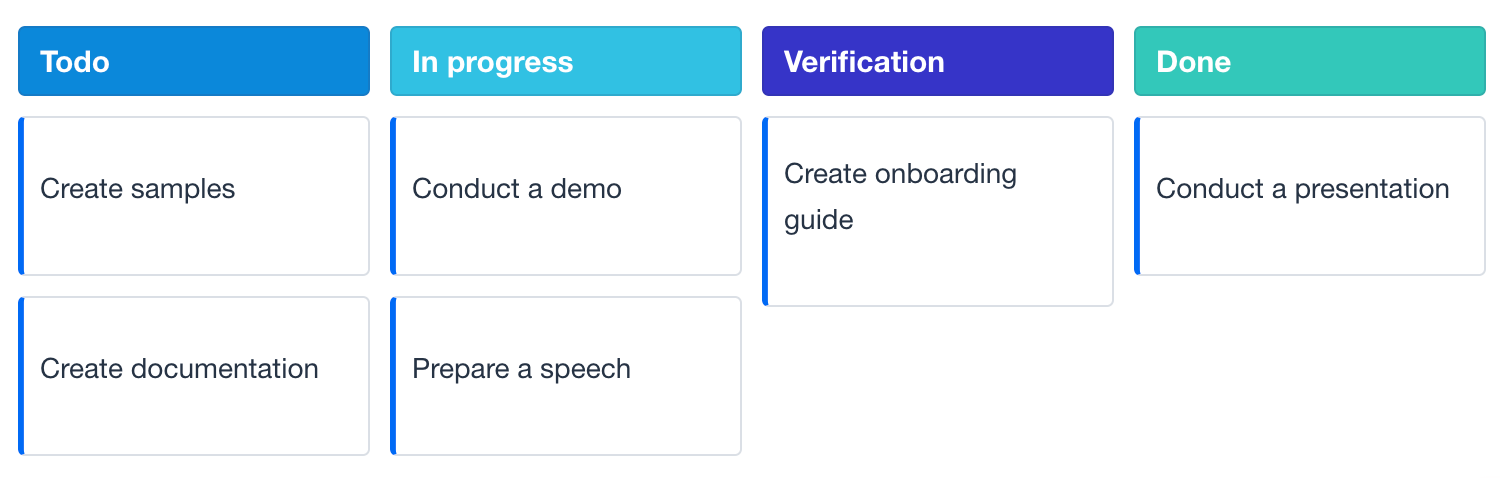 Todo
Create samples
Create documentation
In progress
Conduct a demo
Prepare a speech
Verification
Create onboarding
guide
Done
Conduct a presentation